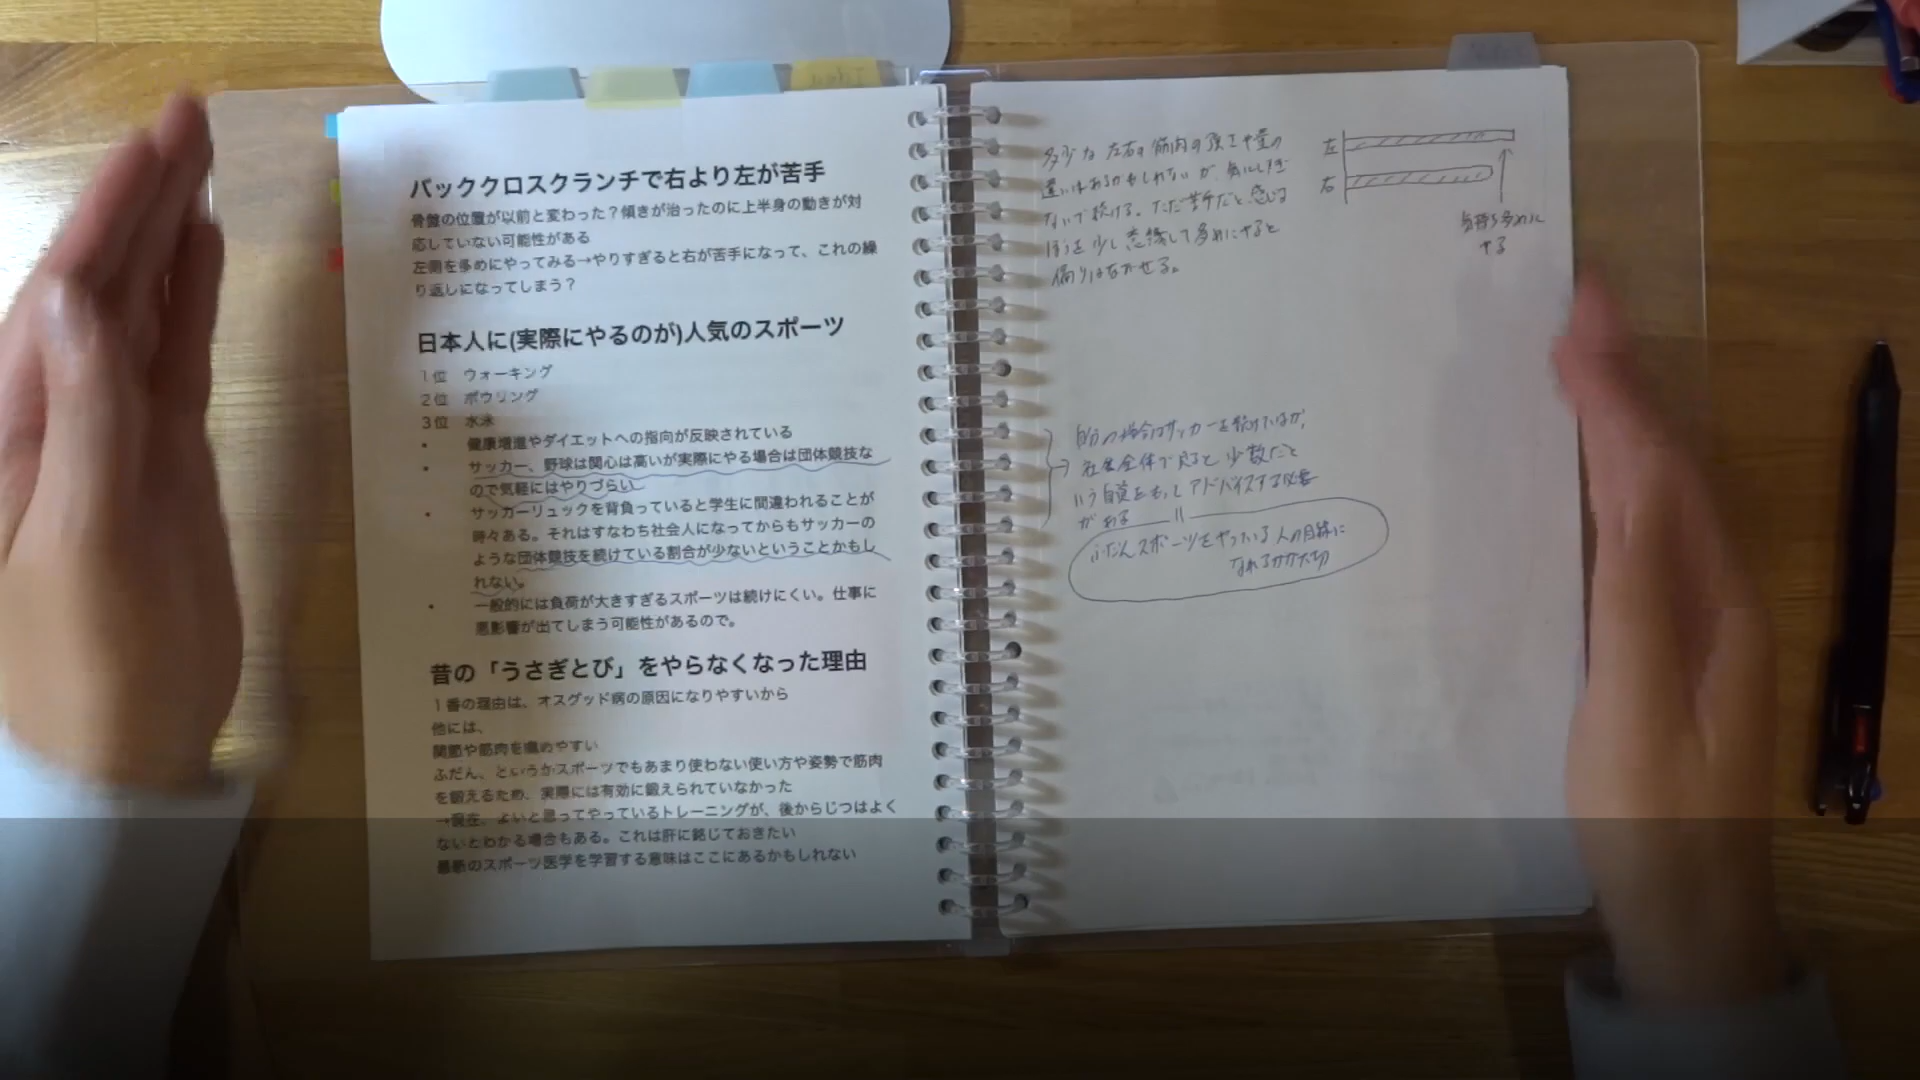 バッククロスクランチで右より左が苦手
骨盤の位置が以前と変わった？傾きが治ったのに上半身の動きが対
応していない可能性がある
左側を多めにやってみる→やりすぎると右が苦手になって、これの繰
り返しになってしまう？
日本人に(実際にやるのが)人気のスポーツ
1位 ウォーキング
2位 ボウリング
3位 水泳
• 健康増進やダイエットへの指向が反映されている
• サッカー、野球は関心は高いが実際にやる場合は団体競技な
ので気軽にはやりづらい
• サッカーリュックを背負っていると学生に間違われることが
時々ある。それはすなわち社会人になってからもサッカーの
ような団体競技を続けている割合が少ないということかもし
れない。
• 一般的には負荷が大きすぎるスポーツは続けにくい。仕事に
悪影響が出てしまう可能性があるので。
昔の「うさぎとび」をやらなくなった理由
1番の理由は、オスグッド病の原因になりやすいから
他には、
関節や筋肉を痛めやすい
ふだん、というかスポーツでもあまり使わない使い方や姿勢で筋肉
を鍛えるため、実際には有効に鍛えられていなかった
→現在、よいと思ってやっているトレーニングが、後からじつはよく
ないとわかる場合もある。これは肝に銘じておきたい
最新のスポーツ医学を学習する意味はここにあるかもしれない
多少な左右の筋肉の強さや量の
違いはあるかもしれないが、気にしすぎ
ないで続ける。ただ苦手だと感じる
ほうを少し意識して多めにやると
偏りはなくせる。
左
右
気持ち多めに
やる
自分の場合はサッカーを続けているが、
社会全体で見ると少数だと
いう自覚をもってアドバイスする必要
がある
ふだんスポーツをやっている人の目線に
なれるかが大切